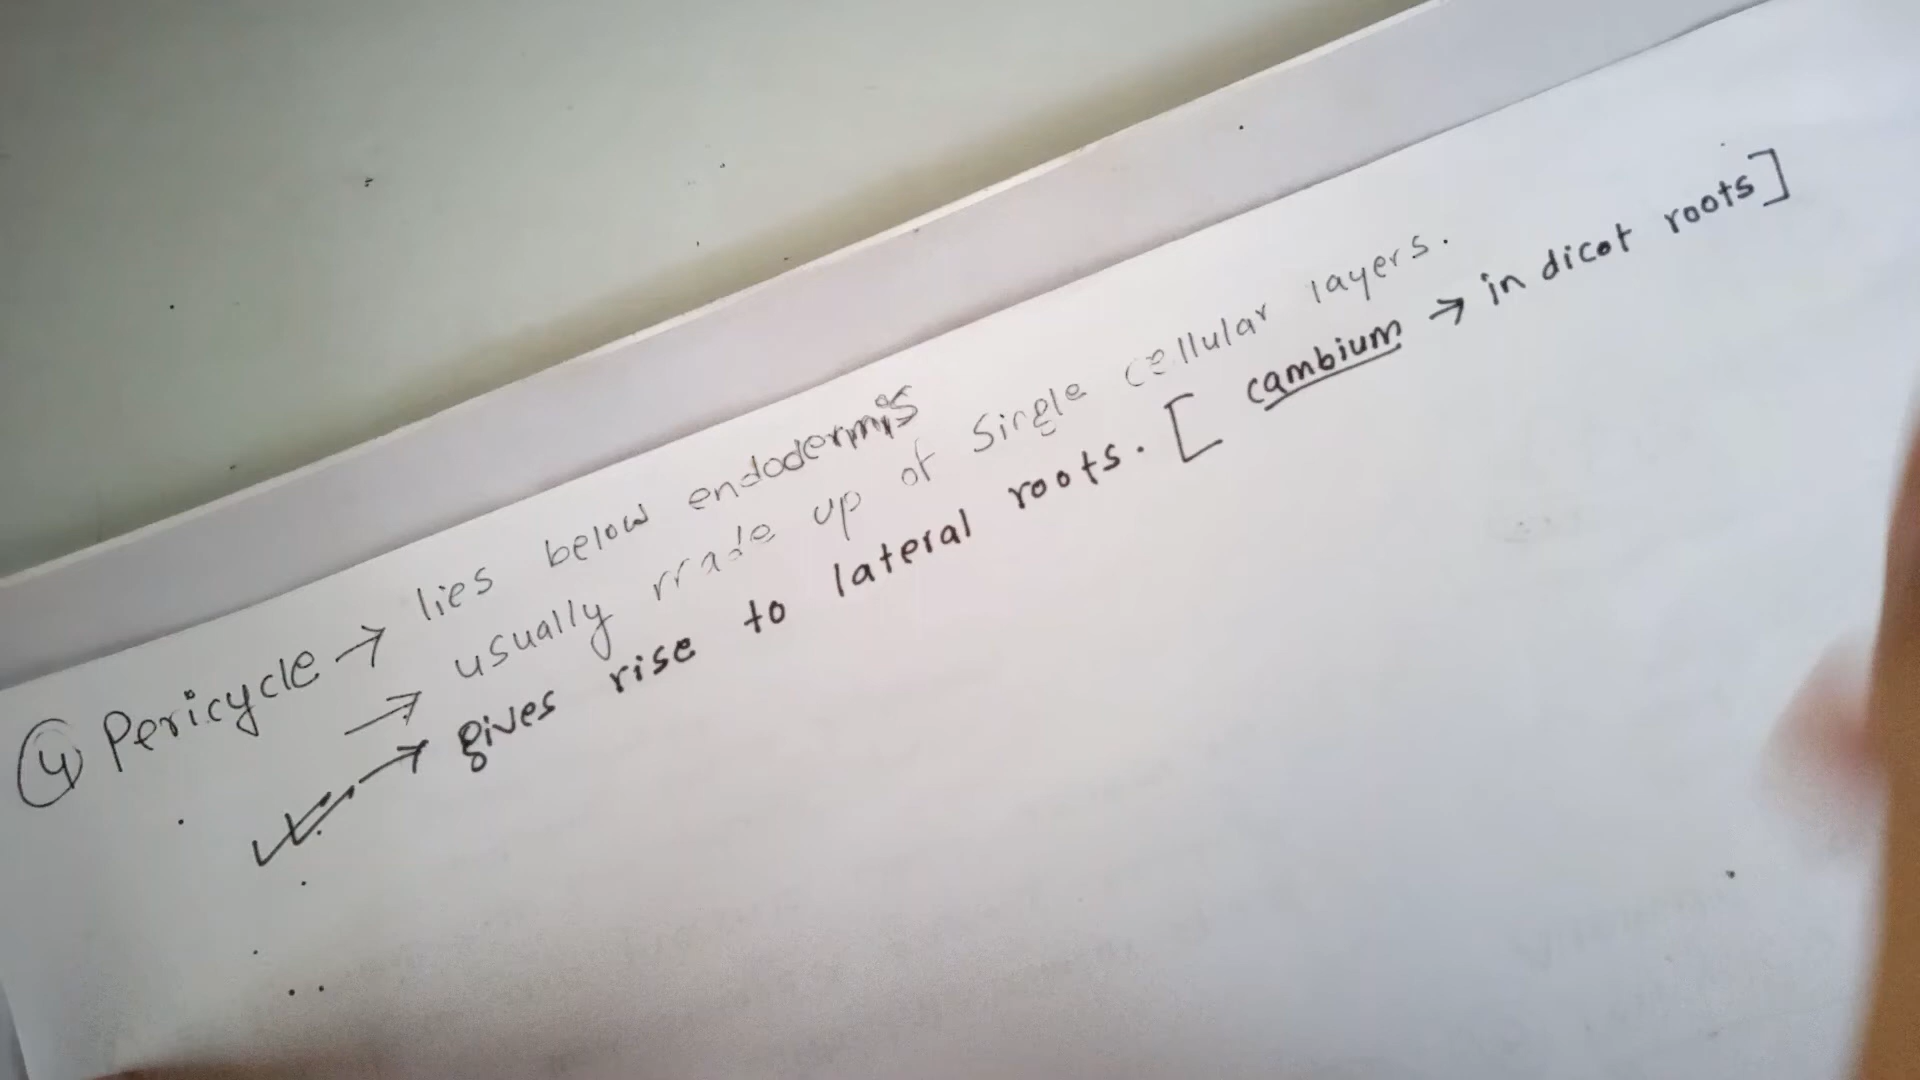 ④ Pericycle → lies below endodermis
→ usually made up of single cellular layers.
→ gives rise to lateral roots. [ cambium → in dicot roots]